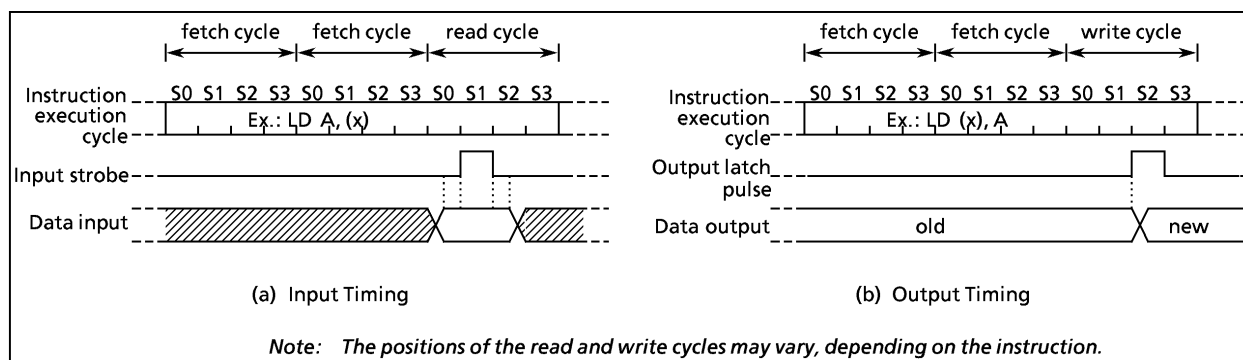 fetch cycle fetch cycle read cycle
S0 S1 S2 S3 S0 S1 S2 S3 S0 S1 S2 S3
Instruction
execution
cycle
Ex.: LD A, (x)
Input strobe
Data input
(a) Input Timing
fetch cycle fetch cycle write cycle
S0 S1 S2 S3 S0 S1 S2 S3 S0 S1 S2 S3
Instruction
execution
cycle
Ex.: LD (x), A
Output latch
pulse
Data output
old new
(b) Output Timing
Note: The positions of the read and write cycles may vary, depending on the instruction.